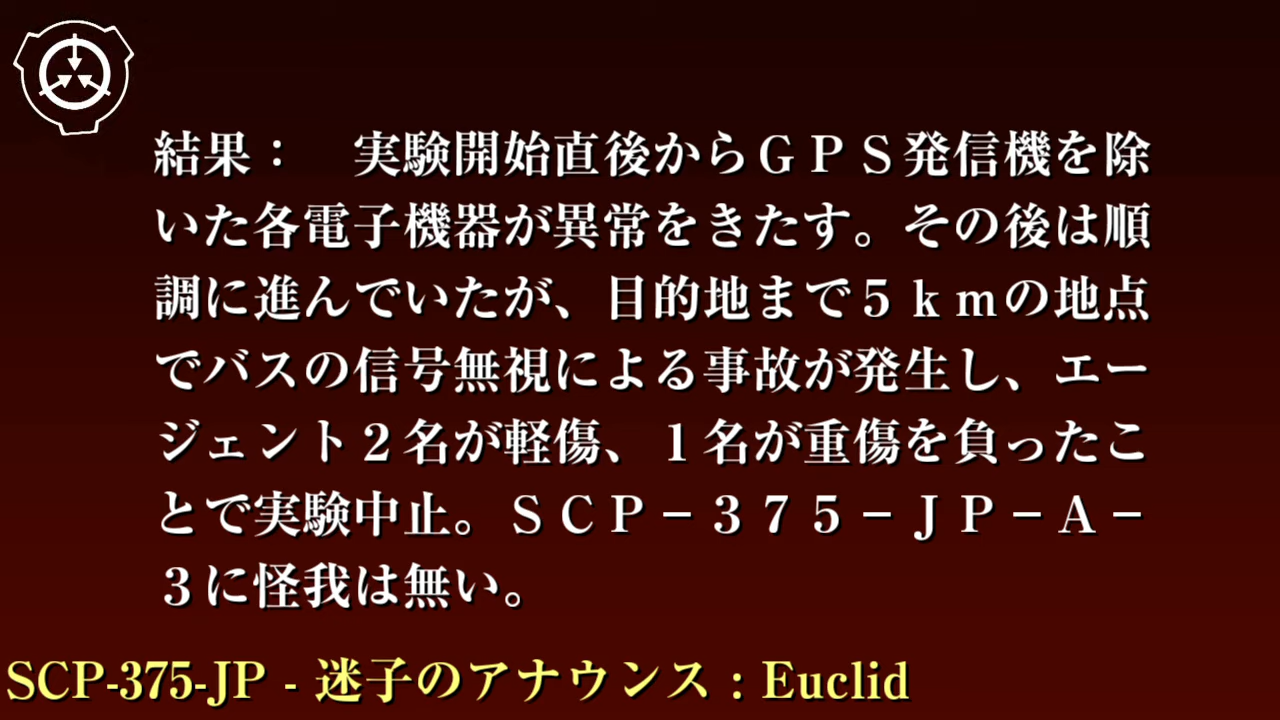 結果：　実験開始直後からＧＰＳ発信機を除
いた各電子機器が異常をきたす。その後は順
調に進んでいたが、目的地まで５ｋｍの地点
でバスの信号無視による事故が発生し、エー
ジェント２名が軽傷、１名が重傷を負ったこ
とで実験中止。ＳＣＰ－３７５－ＪＰ－Ａ－
３に怪我は無い。
SCP-375-JP - 迷子のアナウンス : Euclid